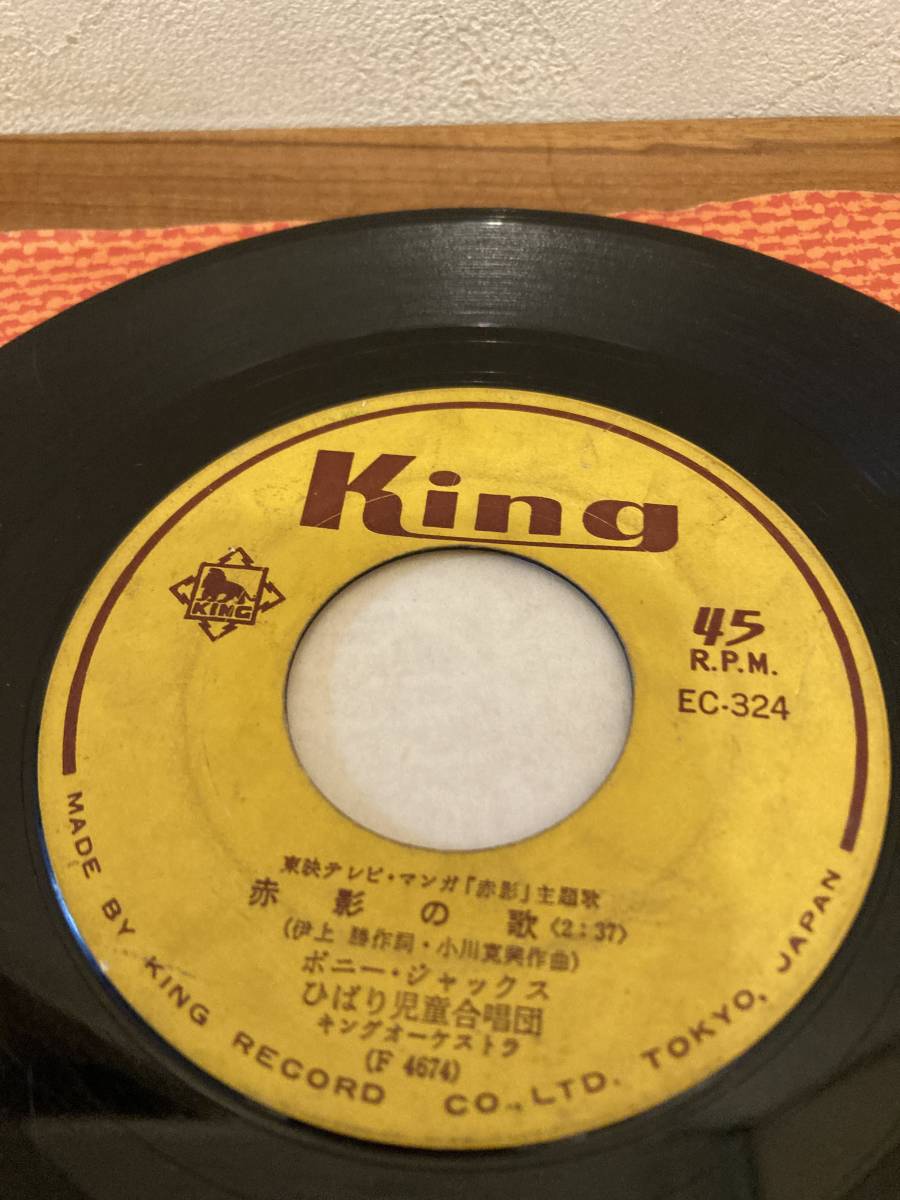 King
KING
45
R.P.M.
EC-324
東映テレビ・マンガ「赤影」主題歌
赤影の歌〈2:37〉
(伊上 勝作詞・小川寛興作曲)
ボニー・ジャックス
ひばり児童合唱団
キングオーケストラ
(F 4674)
MADE BY KING RECORD CO., LTD. TOKYO, JAPAN